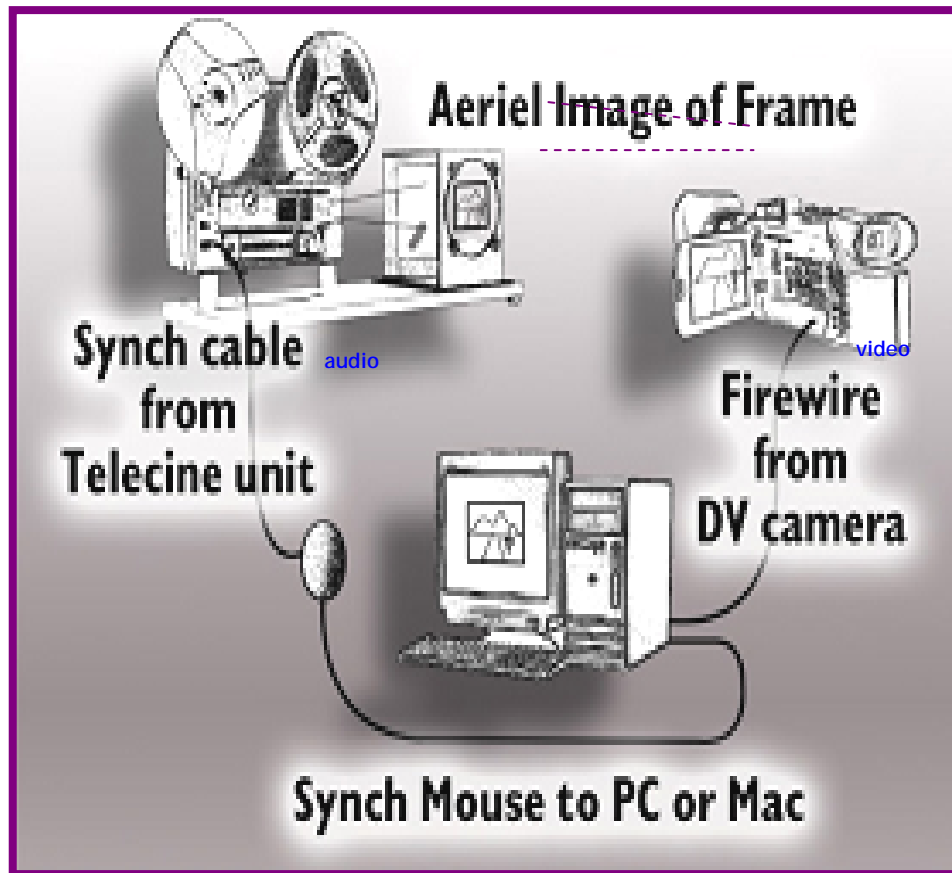 Aeriel Image of Frame
Synch cable
from
Telecine unit
audio
video
Firewire
from
DV camera
Synch Mouse to PC or Mac